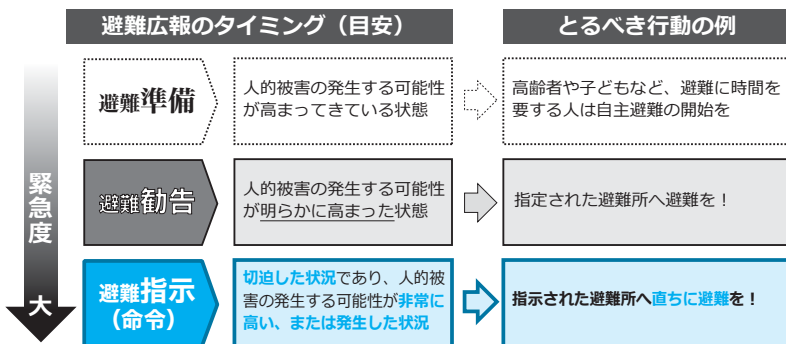 避難広報のタイミング（目安）
とるべき行動の例
緊急度
大
避難準備
人的被害の発生する可能性
が高まってきている状態
高齢者や子どもなど、避難に時間を
要する人は自主避難の開始を
避難勧告
人的被害の発生する可能性
が明らかに高まった状態
指定された避難所へ避難を！
避難指示
（命令）
切迫した状況であり、人的被
害の発生する可能性が非常に
高い、または発生した状況
指示された避難所へ直ちに避難を！